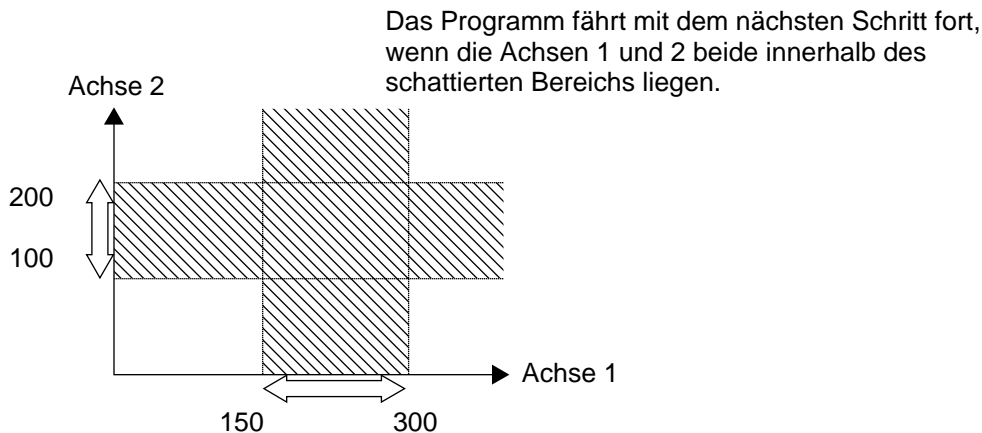 Das Programm fährt mit dem nächsten Schritt fort,
wenn die Achsen 1 und 2 beide innerhalb des
schattierten Bereichs liegen.
Achse 2
200
100
Achse 1
150
300